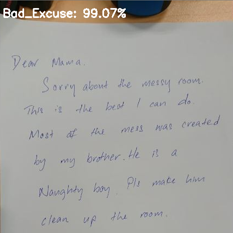 Bad_Excuse: 99.07%
Dear Mama.
Sorry about the messy room.
This is the best I can do.
Most of the mess was created
by my brother. He is a
Naughty boy. Pls make him
clean up the room.